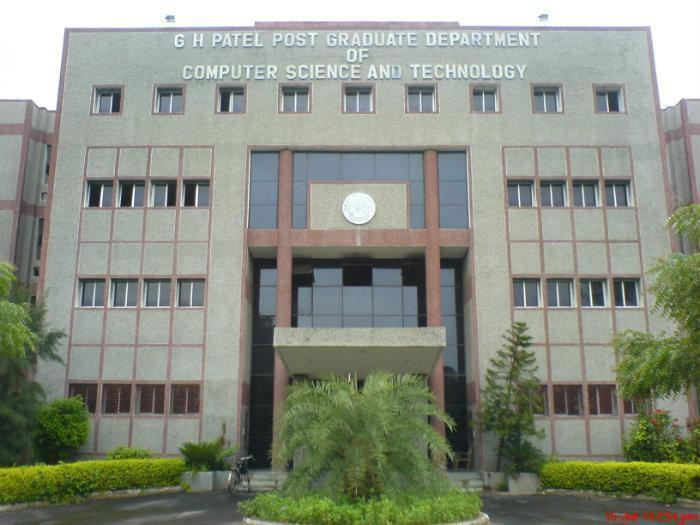 G H PATEL POST GRADUATE DEPARTMENT
OF
COMPUTER SCIENCE AND TECHNOLOGY